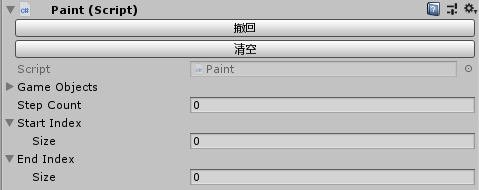 Paint (Script)
撤回
清空
Script Paint
Game Objects
Step Count 0
Start Index
Size 0
End Index
Size 0